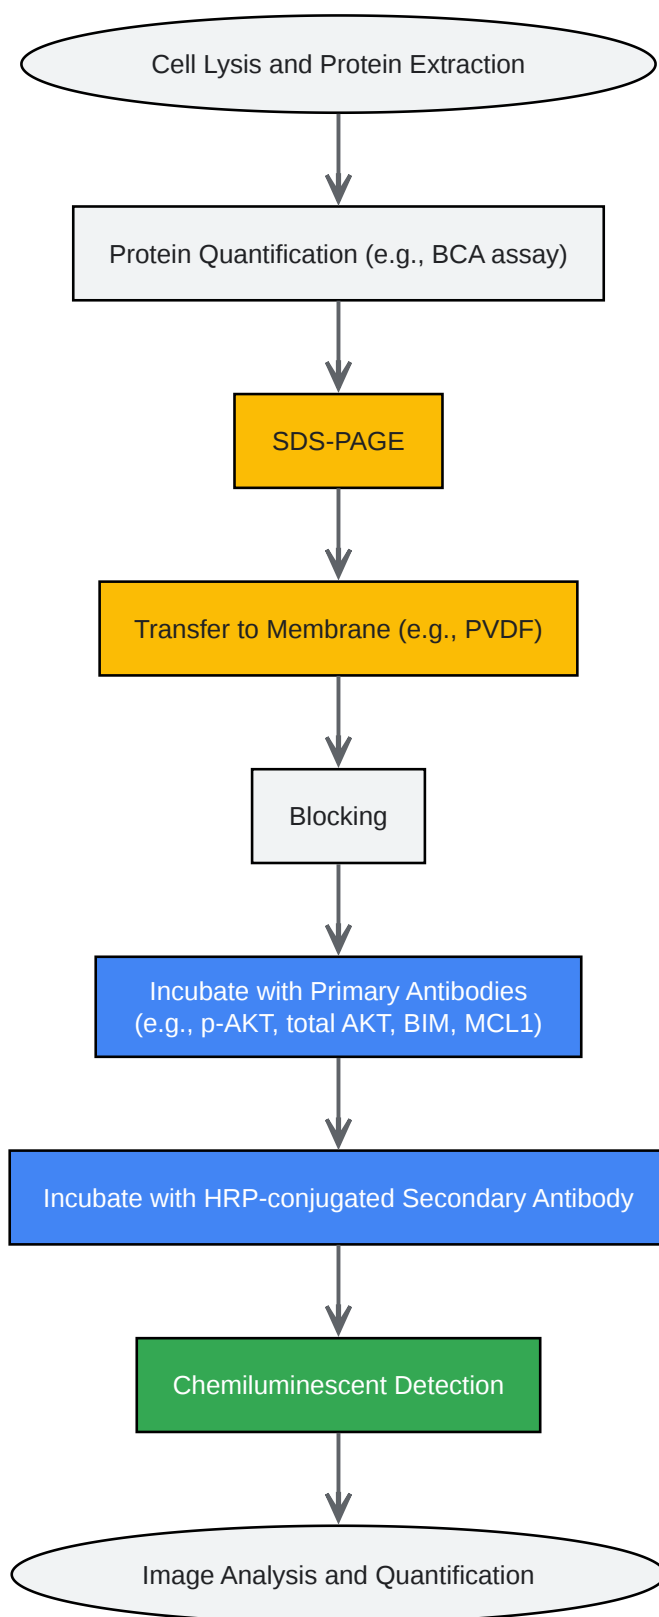 Cell Lysis and Protein Extraction
Protein Quantification (e.g., BCA assay)
SDS-PAGE
Transfer to Membrane (e.g., PVDF)
Blocking
Incubate with Primary Antibodies
(e.g., p-AKT, total AKT, BIM, MCL1)
Incubate with HRP-conjugated Secondary Antibody
Chemiluminescent Detection
Image Analysis and Quantification